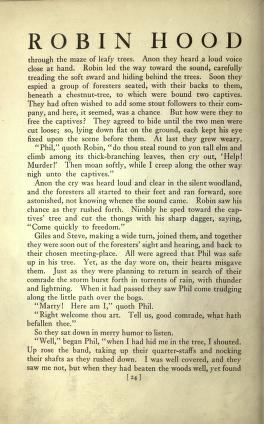 ROBIN HOOD
through the maze of leafy trees. Anon they heard a loud voice
close at hand. Robin led the way toward the sound, carefully
treading the soft sward and hiding behind the trees. Soon they
espied a group of foresters seated, with their backs to them,
beneath a chestnut-tree, to which were bound two captives.
They had often wished to add some stout followers to their com-
pany, and here, it seemed, was a chance. But how were they to
free the captives? They agreed to bide until the two men were
cut loose; so, lying down flat on the ground, each kept his eye
fixed upon the scene before them. At last they grew weary.
"Phil," quoth Robin, "do thou steal round to yon tall elm and
climb among its thick-branching leaves, then cry out, 'Help!
Murder!' Then moan softly, while I creep along the other way
nigh unto the captives."
Anon the cry was heard loud and clear in the silent woodland,
and the foresters all started to their feet and ran forward, sore
astonished, not knowing whence the sound came. Robin saw his
chance as they rushed forth. Nimbly he sped toward the cap-
tives' tree and cut the thongs with his sharp dagger, saying,
"Come quickly to freedom."
Giles and Steve, making a wide turn, joined them, and together
they were soon out of the foresters' sight and hearing, and back to
their chosen meeting-place. All were agreed that Phil was safe
up in his tree. Yet, as the day wore on, their hearts misgave
them. Just as they were planning to return in search of their
comrade the storm burst forth in torrents of rain, with thunder
and lightning. When it had passed they saw Phil come trudging
along the little path over the bogs.
"Marry! Here am I," quoth Phil.
"Right welcome thou art. Tell us, good comrade, what hath
befallen thee."
So they sat down in merry humor to listen.
"Well," began Phil, "when I had hid me in the tree, I shouted.
Up rose the band, taking up their quarter-staffs and nocking
their shafts as they rushed down. I was well covered, and they
saw me not, but when they had beaten the woods well, yet found
[24]